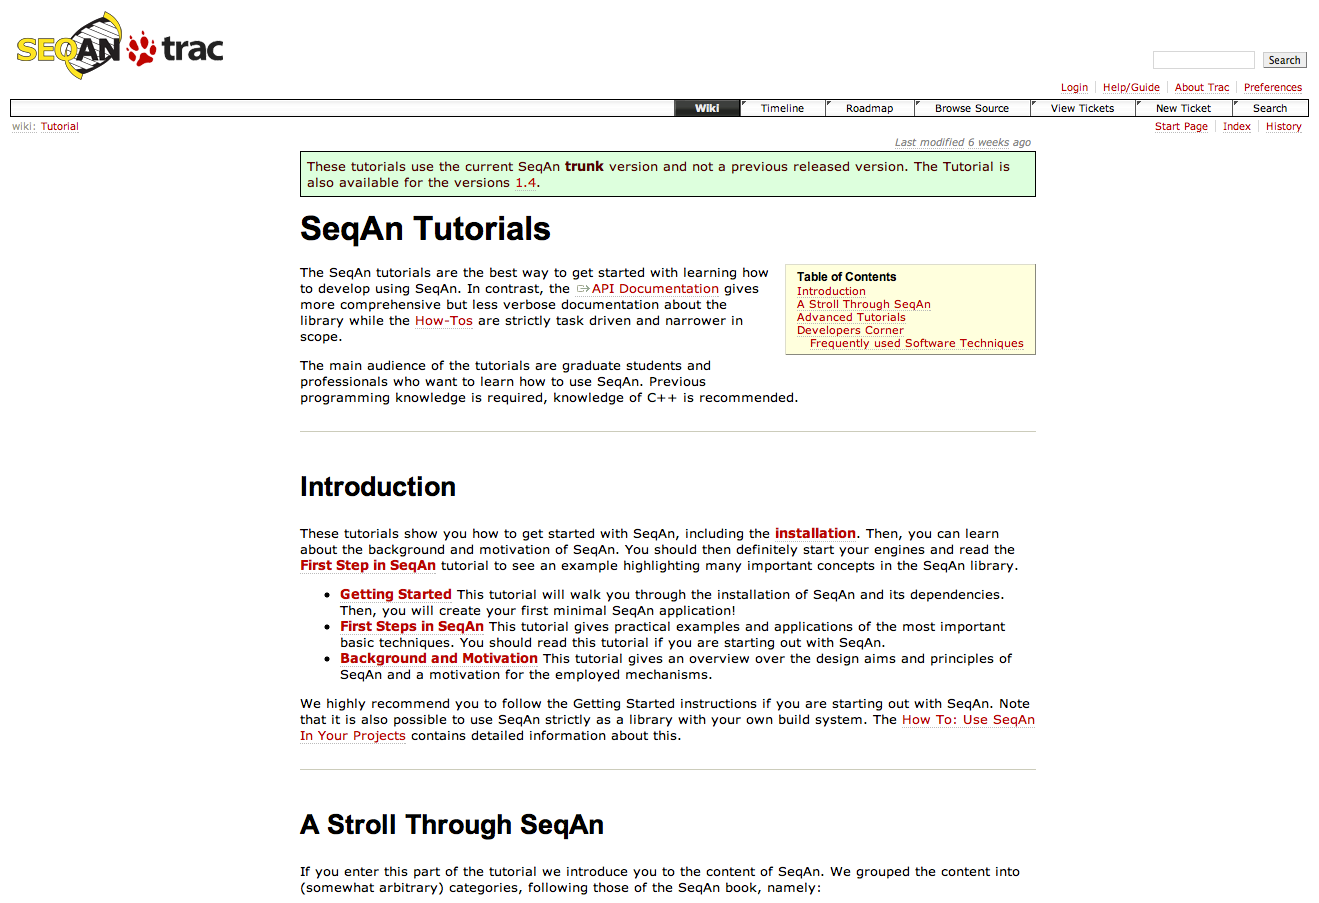 SEQAN trac
Search
Login Help/Guide About Trac Preferences
Wiki Timeline Roadmap Browse Source View Tickets New Ticket Search
wiki: Tutorial
Start Page Index History
Last modified 6 weeks ago
These tutorials use the current SeqAn trunk version and not a previous released version. The Tutorial is
also available for the versions 1.4.
SeqAn Tutorials
The SeqAn tutorials are the best way to get started with learning how
to develop using SeqAn. In contrast, the API Documentation gives
more comprehensive but less verbose documentation about the
library while the How-Tos are strictly task driven and narrower in
scope.
Table of Contents
Introduction
A Stroll Through SeqAn
Advanced Tutorials
Developers Corner
Frequently used Software Techniques
The main audience of the tutorials are graduate students and
professionals who want to learn how to use SeqAn. Previous
programming knowledge is required, knowledge of C++ is recommended.
Introduction
These tutorials show you how to get started with SeqAn, including the installation. Then, you can learn
about the background and motivation of SeqAn. You should then definitely start your engines and read the
First Step in SeqAn tutorial to see an example highlighting many important concepts in the SeqAn library.
• Getting Started This tutorial will walk you through the installation of SeqAn and its dependencies.
Then, you will create your first minimal SeqAn application!
• First Steps in SeqAn This tutorial gives practical examples and applications of the most important
basic techniques. You should read this tutorial if you are starting out with SeqAn.
• Background and Motivation This tutorial gives an overview over the design aims and principles of
SeqAn and a motivation for the employed mechanisms.
We highly recommend you to follow the Getting Started instructions if you are starting out with SeqAn. Note
that it is also possible to use SeqAn strictly as a library with your own build system. The How To: Use SeqAn
In Your Projects contains detailed information about this.
A Stroll Through SeqAn
If you enter this part of the tutorial we introduce you to the content of SeqAn. We grouped the content into
(somewhat arbitrary) categories, following those of the SeqAn book, namely: